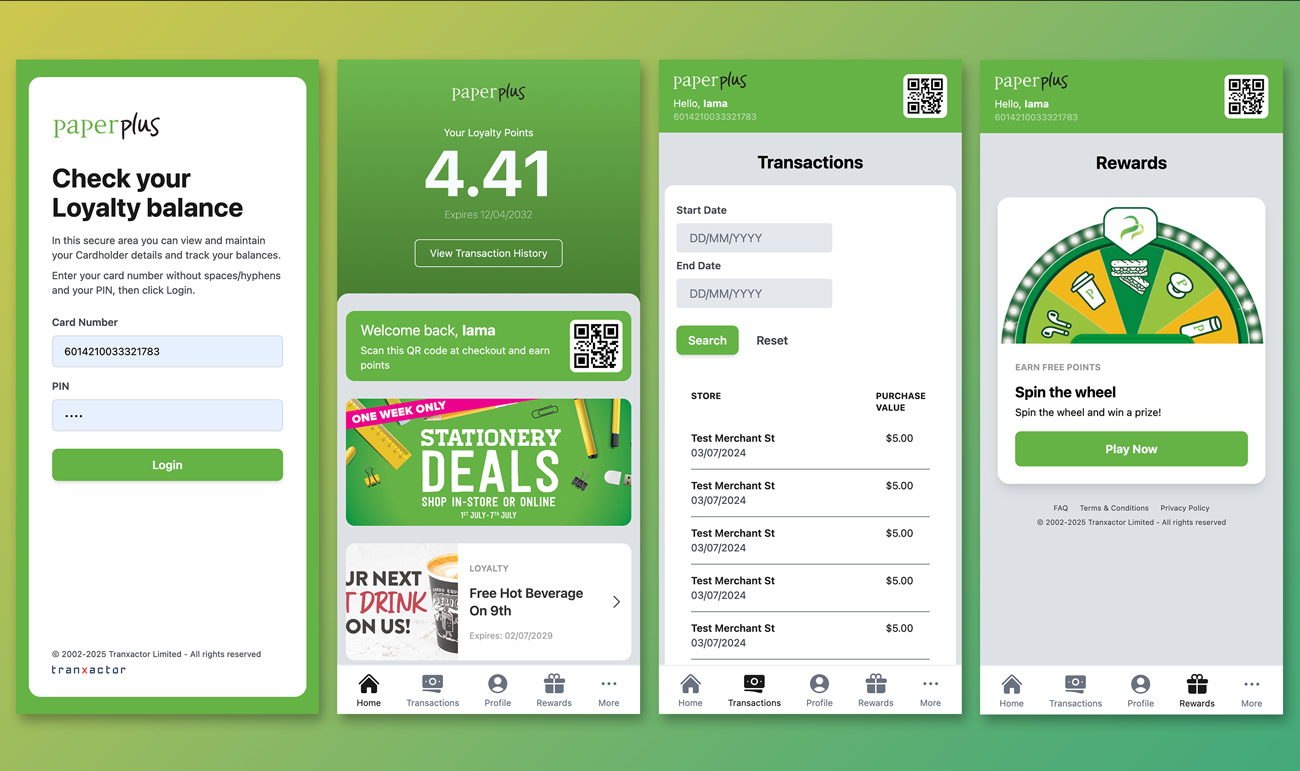 paperplus
Check your
Loyalty balance
In this secure area you can view and maintain
your Cardholder details and track your balances.
Enter your card number without spaces/hyphens
and your PIN, then click Login.
Card Number
6014210033321783
PIN
••••
Login
© 2002-2025 Tranxactor Limited - All rights reserved
tranxactor
paperplus
Your Loyalty Points
4.41
Expires 12/04/2032
View Transaction History
Welcome back, lama
Scan this QR code at checkout and earn
points
ONE WEEK ONLY
STATIONERY
DEALS
SHOP IN-STORE OR ONLINE
1ST JULY-7TH JULY
UR NEXT
T DRINK
ON US!
LOYALTY
Free Hot Beverage
On 9th
Expires: 02/07/2029
Home
Transactions
Profile
Rewards
More
paperplus
Hello, lama
6014210033321783
Transactions
Start Date
DD/MM/YYYY
End Date
DD/MM/YYYY
Search
Reset
STORE
PURCHASE
VALUE
Test Merchant St
$5.00
03/07/2024
Test Merchant St
$5.00
03/07/2024
Test Merchant St
$5.00
03/07/2024
Test Merchant St
$5.00
03/07/2024
Test Merchant St
$5.00
03/07/2024
Home
Transactions
Profile
Rewards
More
paperplus
Hello, lama
6014210033321783
Rewards
EARN FREE POINTS
Spin the wheel
Spin the wheel and win a prize!
Play Now
FAQ
Terms & Conditions
Privacy Policy
© 2002-2025 Tranxactor Limited - All rights reserved
Home
Transactions
Profile
Rewards
More